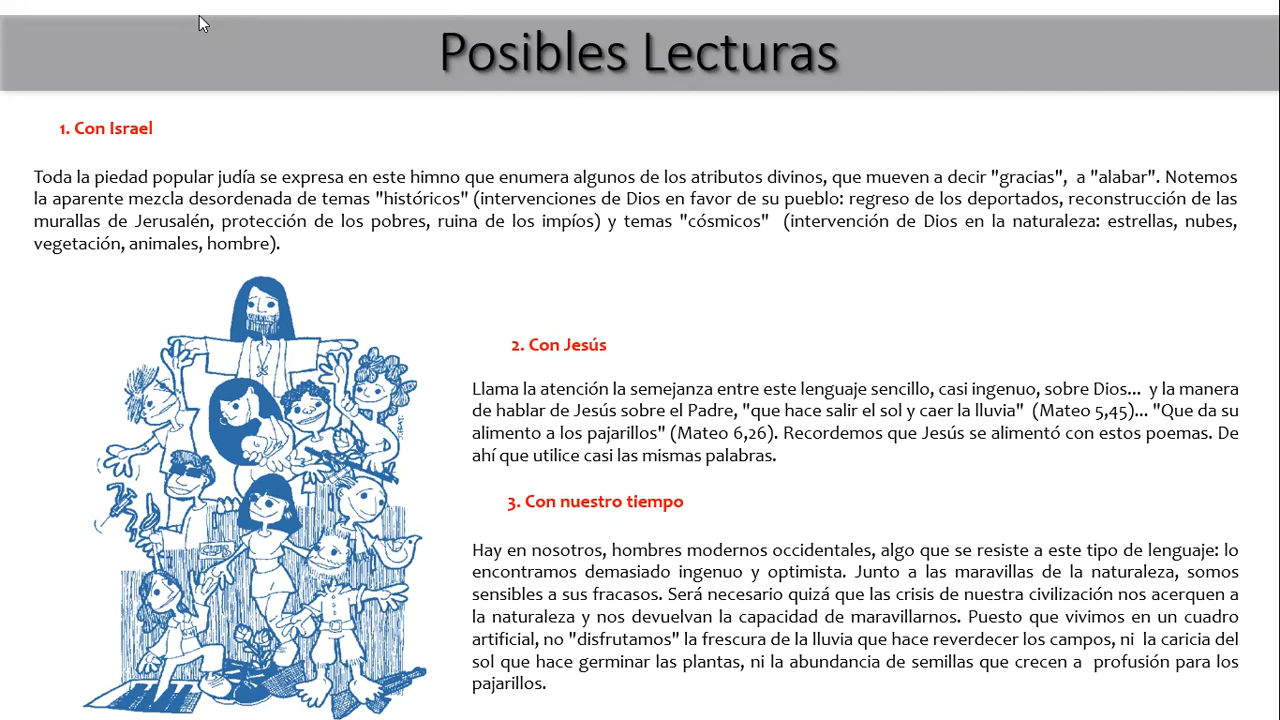 Posibles Lecturas
1. Con Israel
Toda la piedad popular judía se expresa en este himno que enumera algunos de los atributos divinos, que mueven a decir "gracias", a "alabar". Notemos
la aparente mezcla desordenada de temas "históricos" (intervenciones de Dios en favor de su pueblo: regreso de los deportados, reconstrucción de las
murallas de Jerusalén, protección de los pobres, ruina de los impíos) y temas "cósmicos" (intervención de Dios en la naturaleza: estrellas, nubes,
vegetación, animales, hombre).
2. Con Jesús
Llama la atención la semejanza entre este lenguaje sencillo, casi ingenuo, sobre Dios... y la manera
de hablar de Jesús sobre el Padre, "que hace salir el sol y caer la lluvia" (Mateo 5,45)... "Que da su
alimento a los pajarillos" (Mateo 6,26). Recordemos que Jesús se alimentó con estos poemas. De
ahí que utilice casi las mismas palabras.
3. Con nuestro tiempo
Hay en nosotros, hombres modernos occidentales, algo que se resiste a este tipo de lenguaje: lo
encontramos demasiado ingenuo y optimista. Junto a las maravillas de la naturaleza, somos
sensibles a sus fracasos. Será necesario quizá que las crisis de nuestra civilización nos acerquen a
la naturaleza y nos devuelvan la capacidad de maravillarnos. Puesto que vivimos en un cuadro
artificial, no "disfrutamos" la frescura de la lluvia que hace reverdecer los campos, ni la caricia del
sol que hace germinar las plantas, ni la abundancia de semillas que crecen a profusión para los
pajarillos.